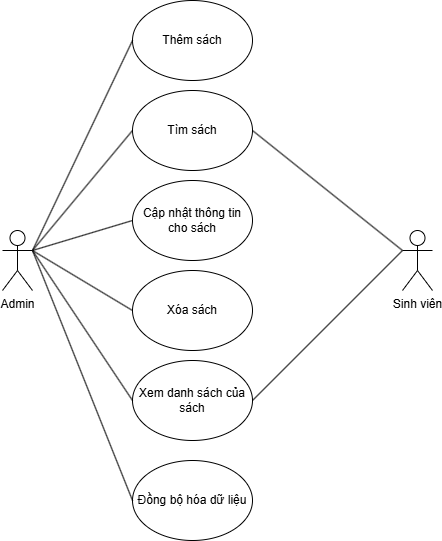 Thêm sách
Tìm sách
Cập nhật thông tin
cho sách
Admin
Sinh viên
Xóa sách
Xem danh sách của
sách
Đồng bộ hóa dữ liệu